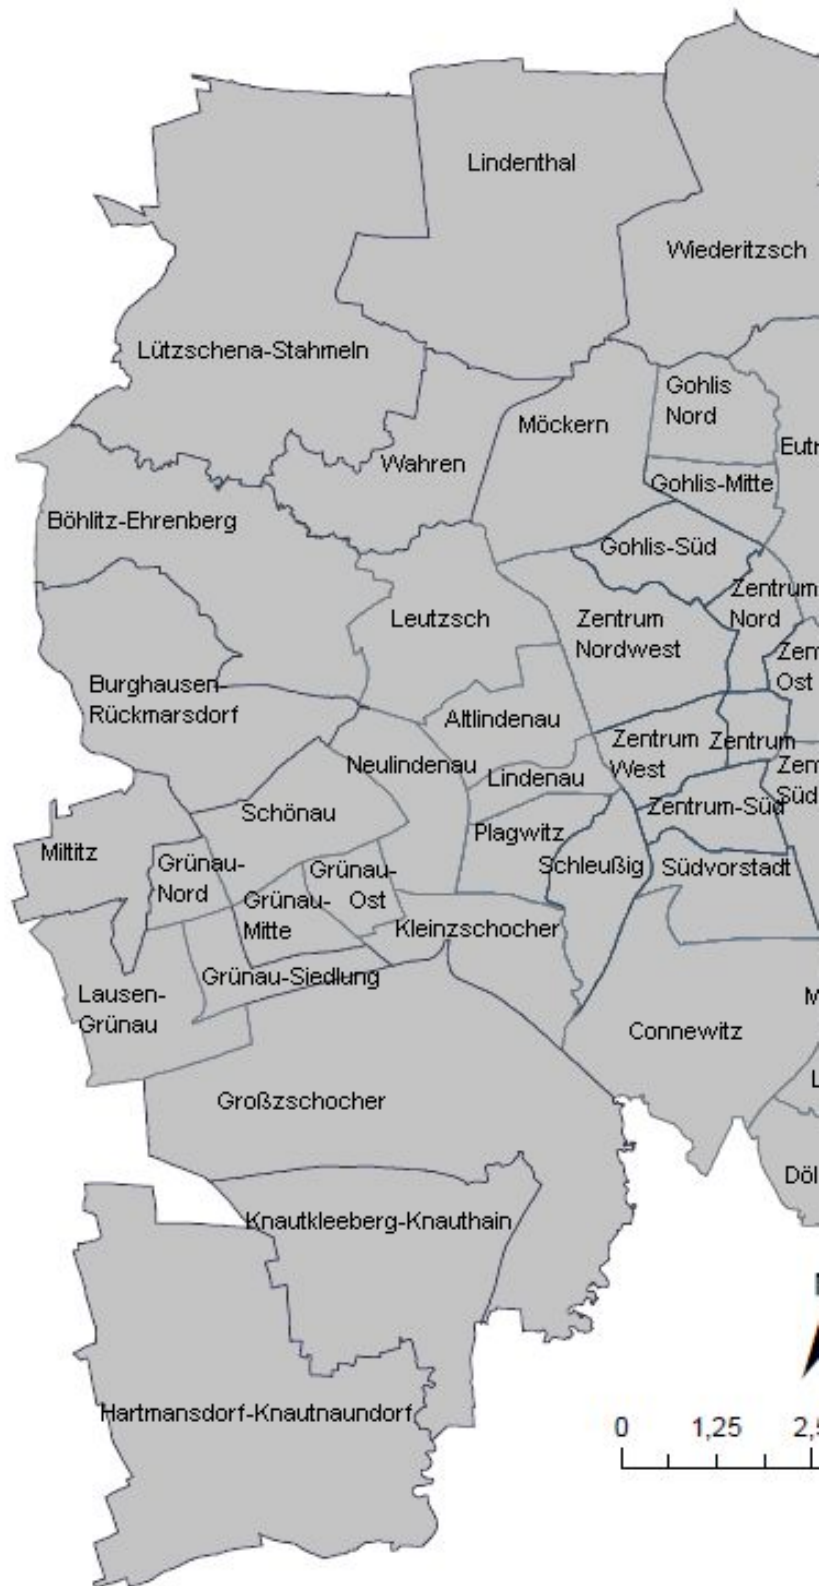 Lindenthal
Wiederitzsch
Lützschena-Stahmeln
Gohlis
Nord
Möckern
Wahren
Gohlis-Mitte
Böhlitz-Ehrenberg
Gohlis-Süd
Leutzsch
Zentrum
Nordwest
Zentrum-
Nord
Ost
Burghausen-
Rückmarsdorf
Altlindenau
Neulindenau
Zentrum
West
Zentrum
Lindenau
Schönau
Zentrum-Süd
Süd
Plagwitz
Miltitz
Grünau-
Nord
Grünau-
Ost
Schleußig
Südvorstadt
Grünau-
Mitte
Kleinzschocher
Grünau-Siedlung
Lausen-
Grünau
Connewitz
Großzschocher
Knautkleeberg-Knauthain
Hartmansdorf-Knautnaundorf
0 1,25